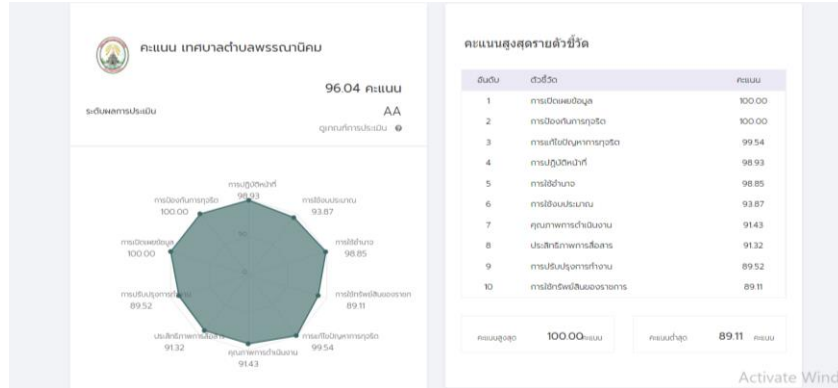 คะแนน เทศบาลตำบลพรรณานิคม
96.04 คะแนน
ระดับผลการประเมิน AA
ดูเกณฑ์การประเมิน
การปฏิบัติหน้าที่
98.93
การใช้งบประมาณ
93.87
การใช้อำนาจ
98.85
การใช้ทรัพย์สินของราชก
89.11
การแก้ไขปัญหาการทุจริต
99.54
คุณภาพการดำเนินงาน
91.43
ประสิทธิภาพการสื่อสาร
91.32
การปรับปรุงการทำงาน
89.52
การเปิดเผยข้อมูล
100.00
การป้องกันการทุจริต
100.00
คะแนนสูงสุดรายตัวชี้วัด
อันดับ ตัวชี้วัด คะแนน
1 การเปิดเผยข้อมูล 100.00
2 การป้องกันการทุจริต 100.00
3 การแก้ไขปัญหาการทุจริต 99.54
4 การปฏิบัติหน้าที่ 98.93
5 การใช้อำนาจ 98.85
6 การใช้งบประมาณ 93.87
7 คุณภาพการดำเนินงาน 91.43
8 ประสิทธิภาพการสื่อสาร 91.32
9 การปรับปรุงการทำงาน 89.52
10 การใช้ทรัพย์สินของราชการ 89.11
คะแนนสูงสุด 100.00 คะแนน
คะแนนต่ำสุด 89.11 คะแนน
Activate Wind